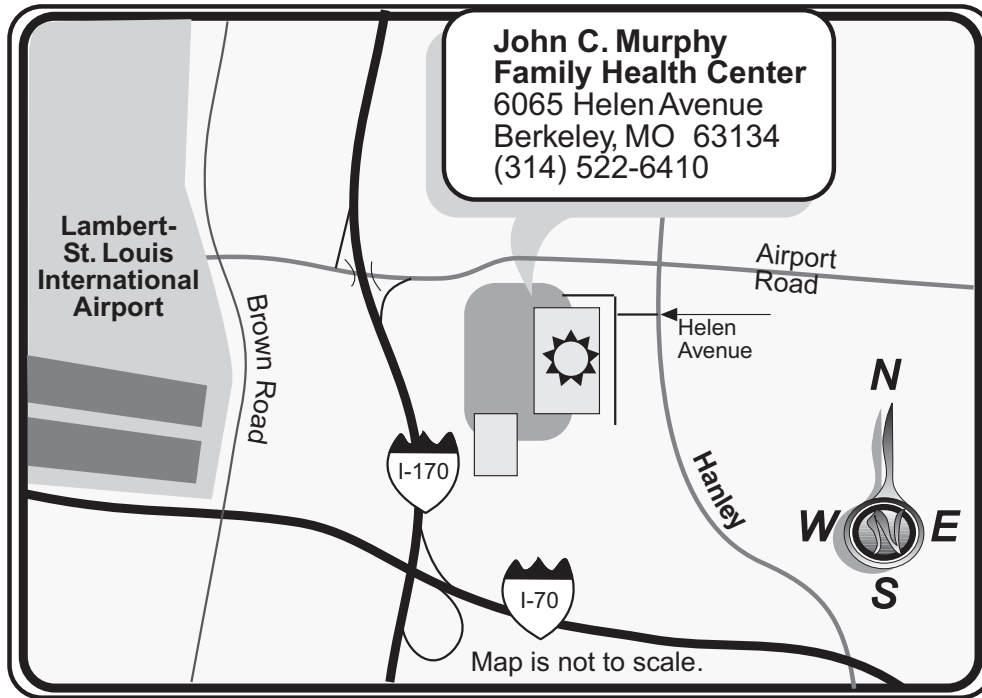 John C. Murphy
Family Health Center
6065 Helen Avenue
Berkeley, MO 63134
(314) 522-6410
Lambert-
St. Louis
International
Airport
Airport
Road
Brown Road
Helen
Avenue
N
I-170
Hanley
W
E
S
I-70
Map is not to scale.